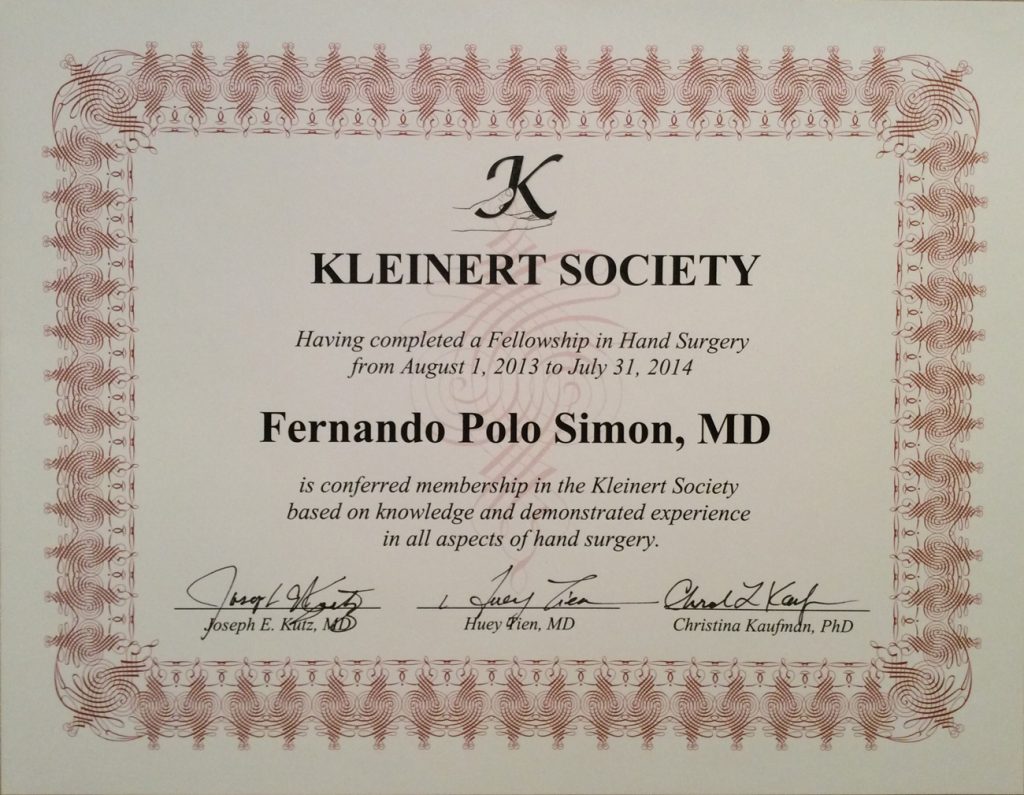 K
KLEINERT SOCIETY
Having completed a Fellowship in Hand Surgery
from August 1, 2013 to July 31, 2014
Fernando Polo Simon, MD
is conferred membership in the Kleinert Society
based on knowledge and demonstrated experience
in all aspects of hand surgery.
Joseph E. Kutz, MD Huey Tien, MD Christina Kaufman, PhD